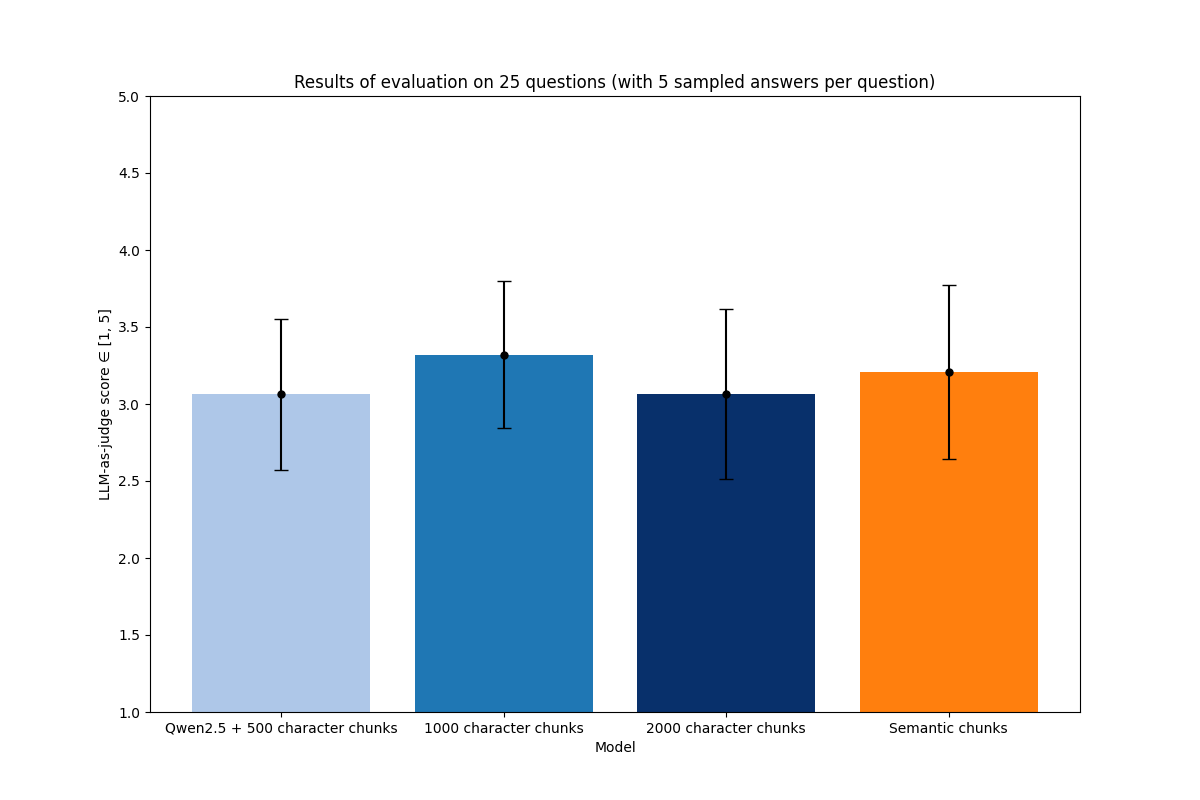 Results of evaluation on 25 questions (with 5 sampled answers per question)
5.0
4.5
4.0
3.5
3.0
2.5
2.0
1.5
1.0
LLM-as-judge score ∈ [1, 5]
Qwen2.5 + 500 character chunks
1000 character chunks
2000 character chunks
Semantic chunks
Model